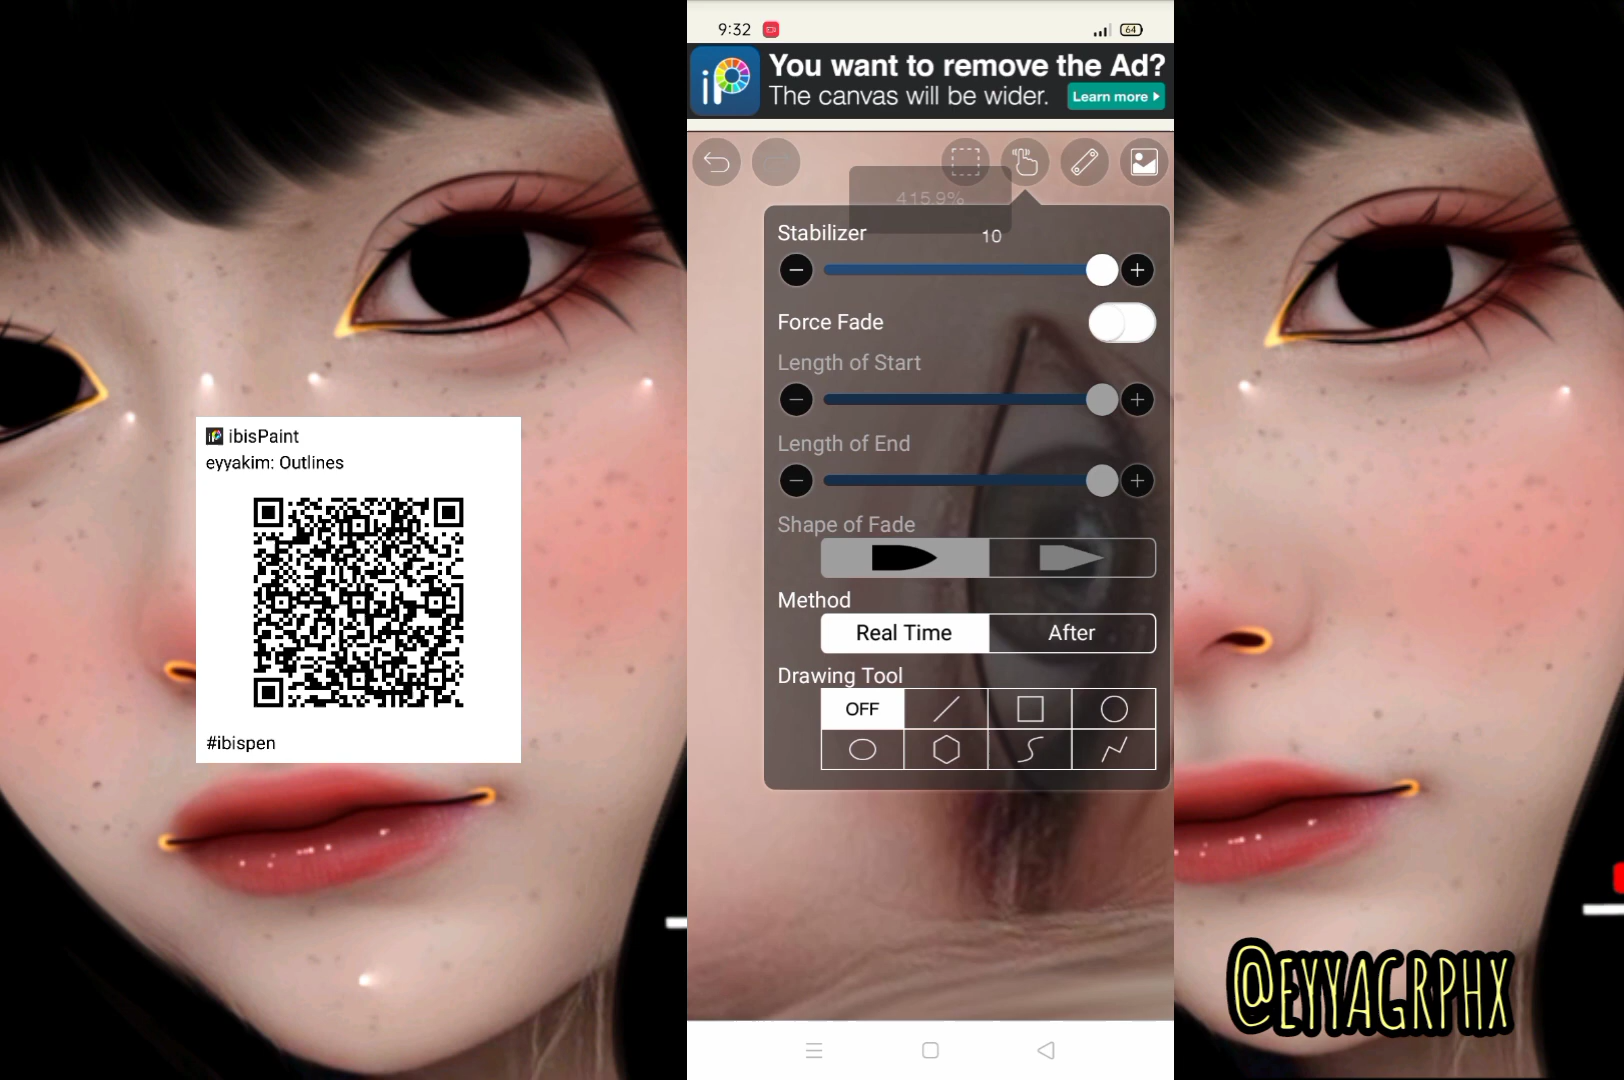 ibisPaint
eyyakim: Outlines
#ibispen
9:32
64
iP
You want to remove the Ad?
The canvas will be wider.
Learn more
415.9%
Stabilizer
10
Force Fade
Length of Start
Length of End
Shape of Fade
Method
Real Time
After
Drawing Tool
OFF
@EYYAGRPHX